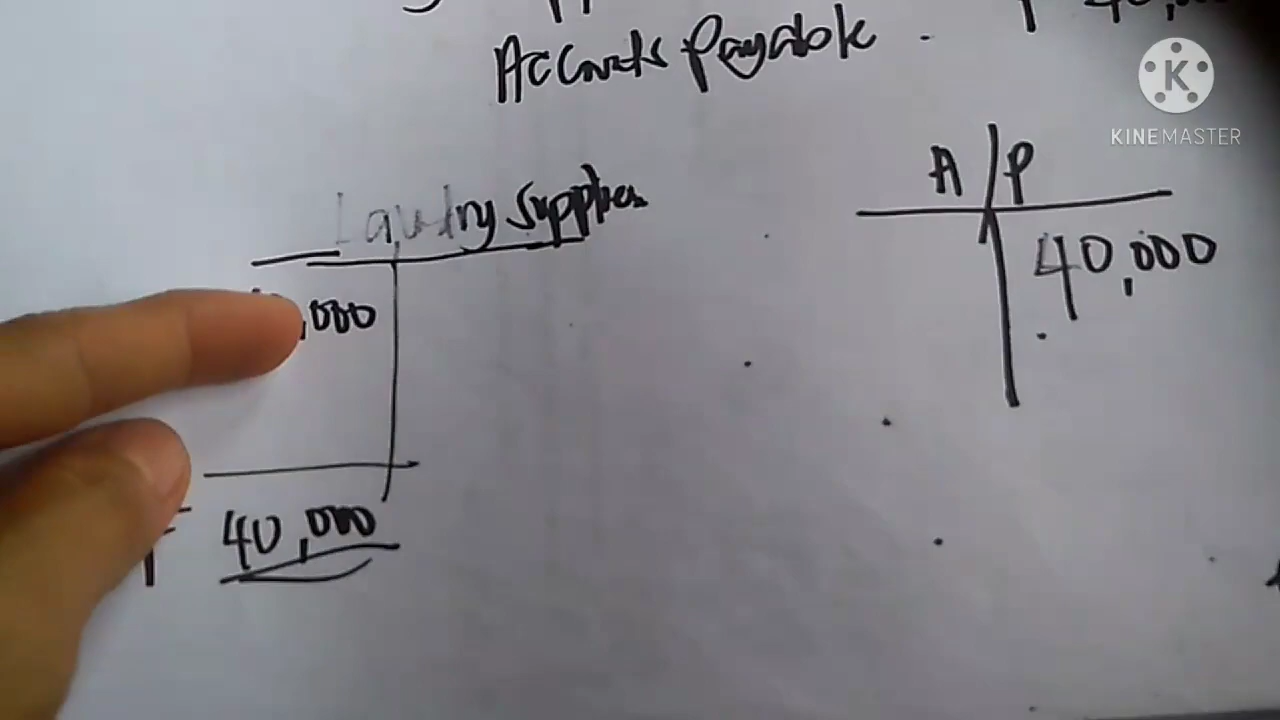 Accounts Payable .
K
KINEMASTER
A/P
Laundry Supplies
40,000
,000
40,000